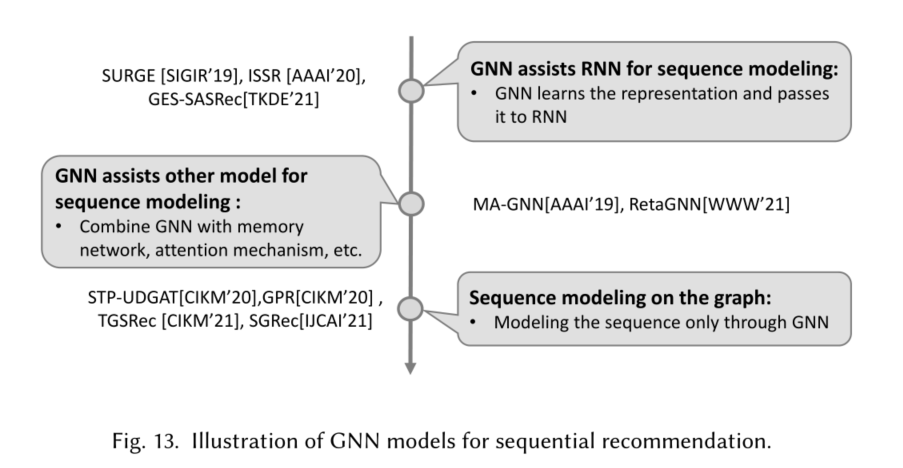 SURGE [SIGIR'19], ISSR [AAAI'20],
GES-SASRec[TKDE'21]
GNN assists RNN for sequence modeling:
• GNN learns the representation and passes
it to RNN
GNN assists other model for
sequence modeling :
• Combine GNN with memory
network, attention mechanism, etc.
MA-GNN[AAAI'19], RetaGNN[WWW'21]
STP-UDGAT[CIKM'20],GPR[CIKM'20] ,
TGSRec [CIKM'21], SGRec[IJCAI'21]
Sequence modeling on the graph:
• Modeling the sequence only through GNN
Fig. 13. Illustration of GNN models for sequential recommendation.